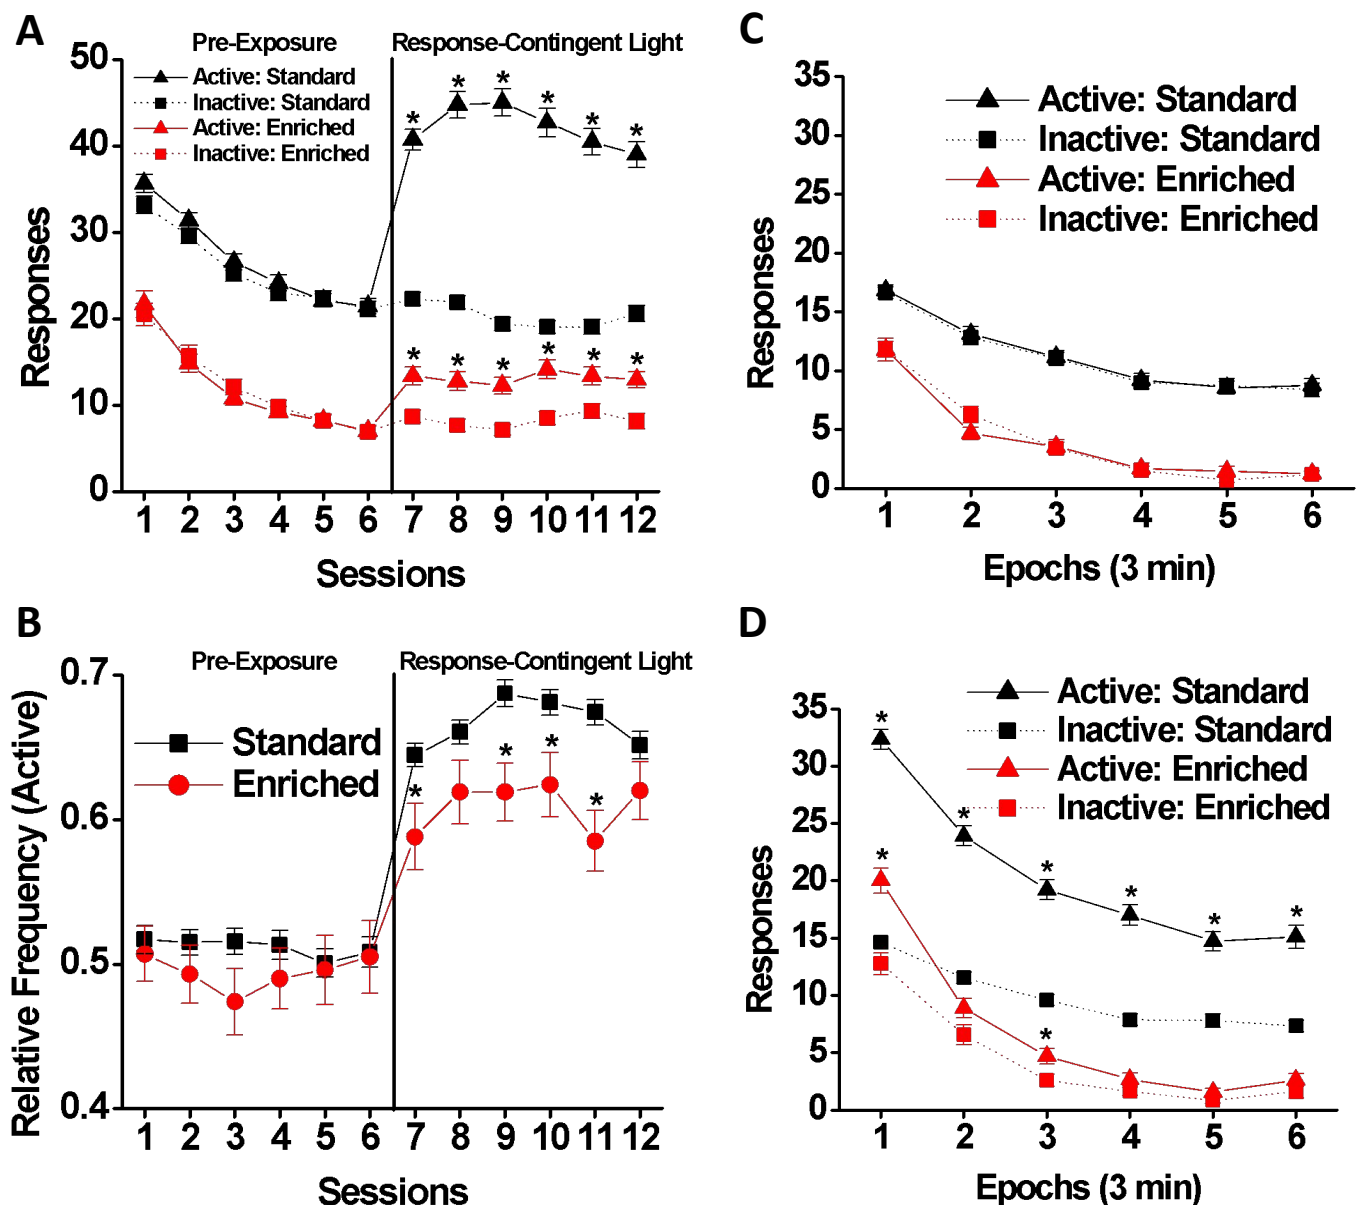 A
Pre-Exposure
Response-Contingent Light
50
40
30
20
10
0
Responses
Active: Standard
Inactive: Standard
Active: Enriched
Inactive: Enriched
* * * * * *
* * * * * *
1 2 3 4 5 6 7 8 9 10 11 12
Sessions
C
35
30
25
20
15
10
5
0
Responses
Active: Standard
Inactive: Standard
Active: Enriched
Inactive: Enriched
1 2 3 4 5 6
Epochs (3 min)
B
Pre-Exposure
Response-Contingent Light
0.7
0.6
0.5
0.4
Relative Frequency (Active)
Standard
Enriched
* * * *
1 2 3 4 5 6 7 8 9 10 11 12
Sessions
D
35
30
25
20
15
10
5
0
Responses
Active: Standard
Inactive: Standard
Active: Enriched
Inactive: Enriched
* * * * * *
* *
1 2 3 4 5 6
Epochs (3 min)